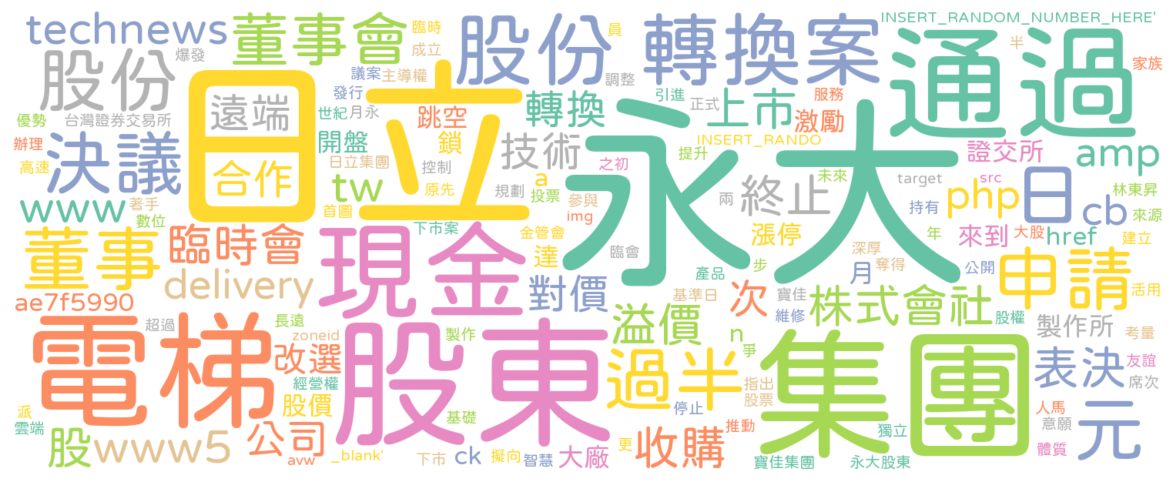 technews
董事會
臨時
成立
股份
員
轉換案
INSERT_RANDOM_NUMBER_HERE'
通過
半
家族
爆發
股份
議案
主導權
調整
日立
遠端
合作
發行
世紀
月永
跳空
轉換
引進
正式
上市
服務
激勵
優勢
台灣證券交易所
辦理
高速
決議
開盤
鎖
技術
INSERT_RANDO
永大
證交所
amp
日立集團
控制
之初
提升
未來
target
src
林東昇
www
著手
數位
tw
原先
規劃
a
投票
參與
img
兩
終止
持有
php
日
cb
來源
首圖
下市案
金管會
臨會
漲停
年
來到
大股
href
建立
董事
臨時會
現金
達
深厚
奪得
步
產品
月
公開
申請
活用
delivery
ae7f5990
對價
基準日
次
寶佳
維修
株式會社
股權
製作所
考量
超過
長遠
zoneid
電梯
製作
股東
溢價
n
爭
集團
表決
友誼
席次
改選
經營權
過半
指出
股票
派
雲端
股價
基礎
停止
推動
人馬
意願
元
股
www5
公司
avw
_blank'
下市
ck
擬向
智慧
大廠
更
收購
寶佳集團
永大股東
獨立
體質